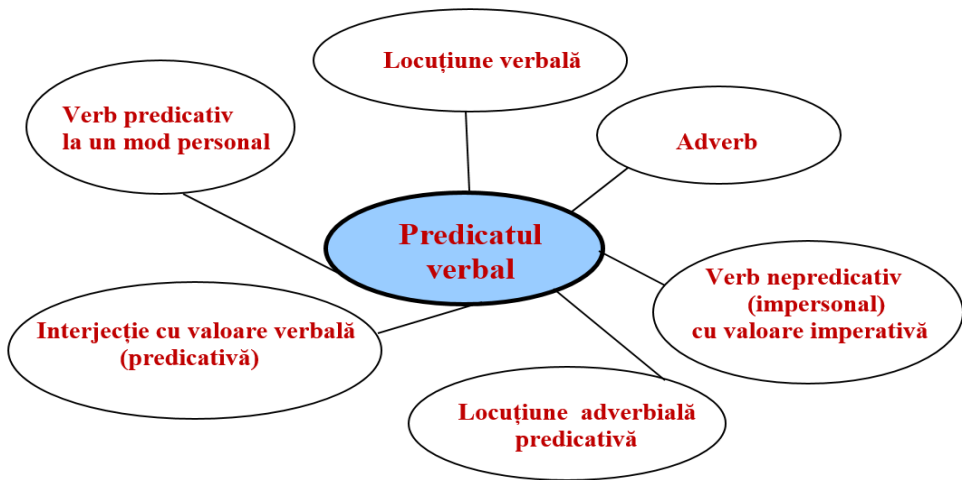 Locuțiune verbală
Verb predicativ
la un mod personal
Adverb
Predicatul
verbal
Verb nepredicativ
(impersonal)
cu valoare imperativă
Interjecție cu valoare verbală
(predicativă)
Locuțiune adverbială
predicativă